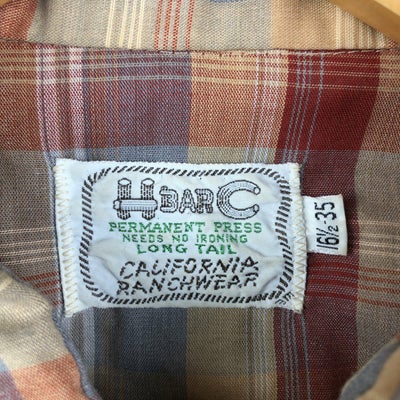 H BAR C
PERMANENT PRESS
NEEDS NO IRONING
LONG TAIL
CALIFORNIA
RANCHWEAR
16½-35